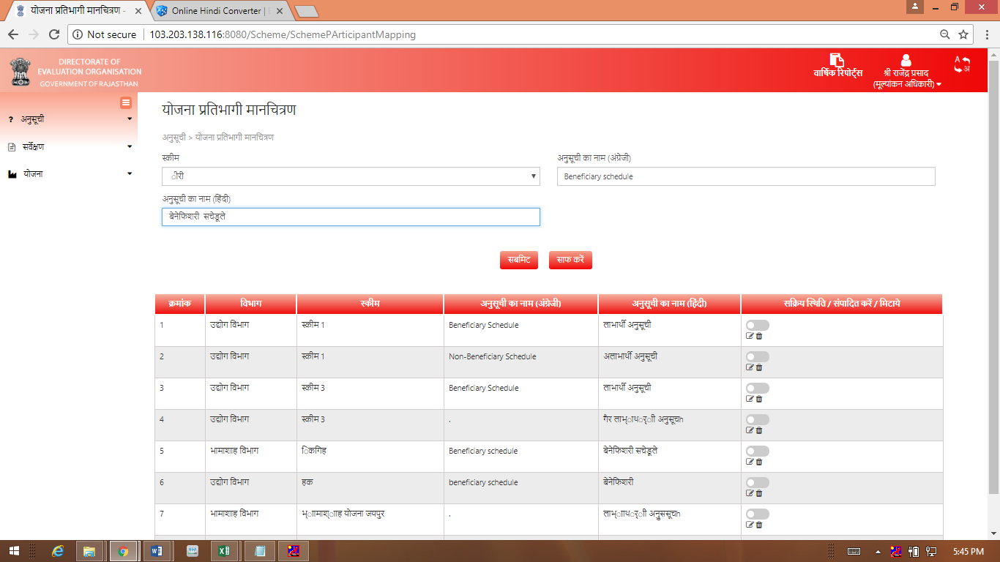 योजना प्रतिभागी मानचित्रण -
Online Hindi Converter | E
Not secure
103.203.138.116:8080/Scheme/SchemePArticipantMapping
DIRECTORATE OF
EVALUATION ORGANISATION
GOVERNMENT OF RAJASTHAN
वार्षिक रिपोर्ट्स
श्री राजेंद्र प्रसाद
(मूल्यांकन अधिकारी)
A
अ
? अनुसूची
सर्वेक्षण
योजना
योजना प्रतिभागी मानचित्रण
अनुसूची > योजना प्रतिभागी मानचित्रण
स्कीम
अनुसूची का नाम (अंग्रेजी)
ीरी
Beneficiary schedule
अनुसूची का नाम (हिंदी)
बेनेफिशरी सचेडूले
सबमिट
साफ करें
क्रमांक विभाग स्कीम अनुसूची का नाम (अंग्रेजी) अनुसूची का नाम (हिंदी) सक्रिय स्थिति / संपादित करें / मिटाये
1 उद्योग विभाग स्कीम 1 Beneficiary Schedule लाभार्थी अनुसूची
2 उद्योग विभाग स्कीम 1 Non-Beneficiary Schedule अलाभार्थी अनुसूची
3 उद्योग विभाग स्कीम 3 Beneficiary Schedule लाभार्थी अनुसूची
4 उद्योग विभाग स्कीम 3 . गैर लाभ्ाथर््ाी अनुसूचh
5 भामाशाह विभाग िकगिह Beneficiary schedule बेनेफिशरी सचेडूले
6 उद्योग विभाग हक beneficiary schedule बेनेफिशरी
7 भामाशाह विभाग भ्ाामाश्ााह योजना जयपुर . लाभ्ााथर््ाी अनुससूचh
5:45 PM